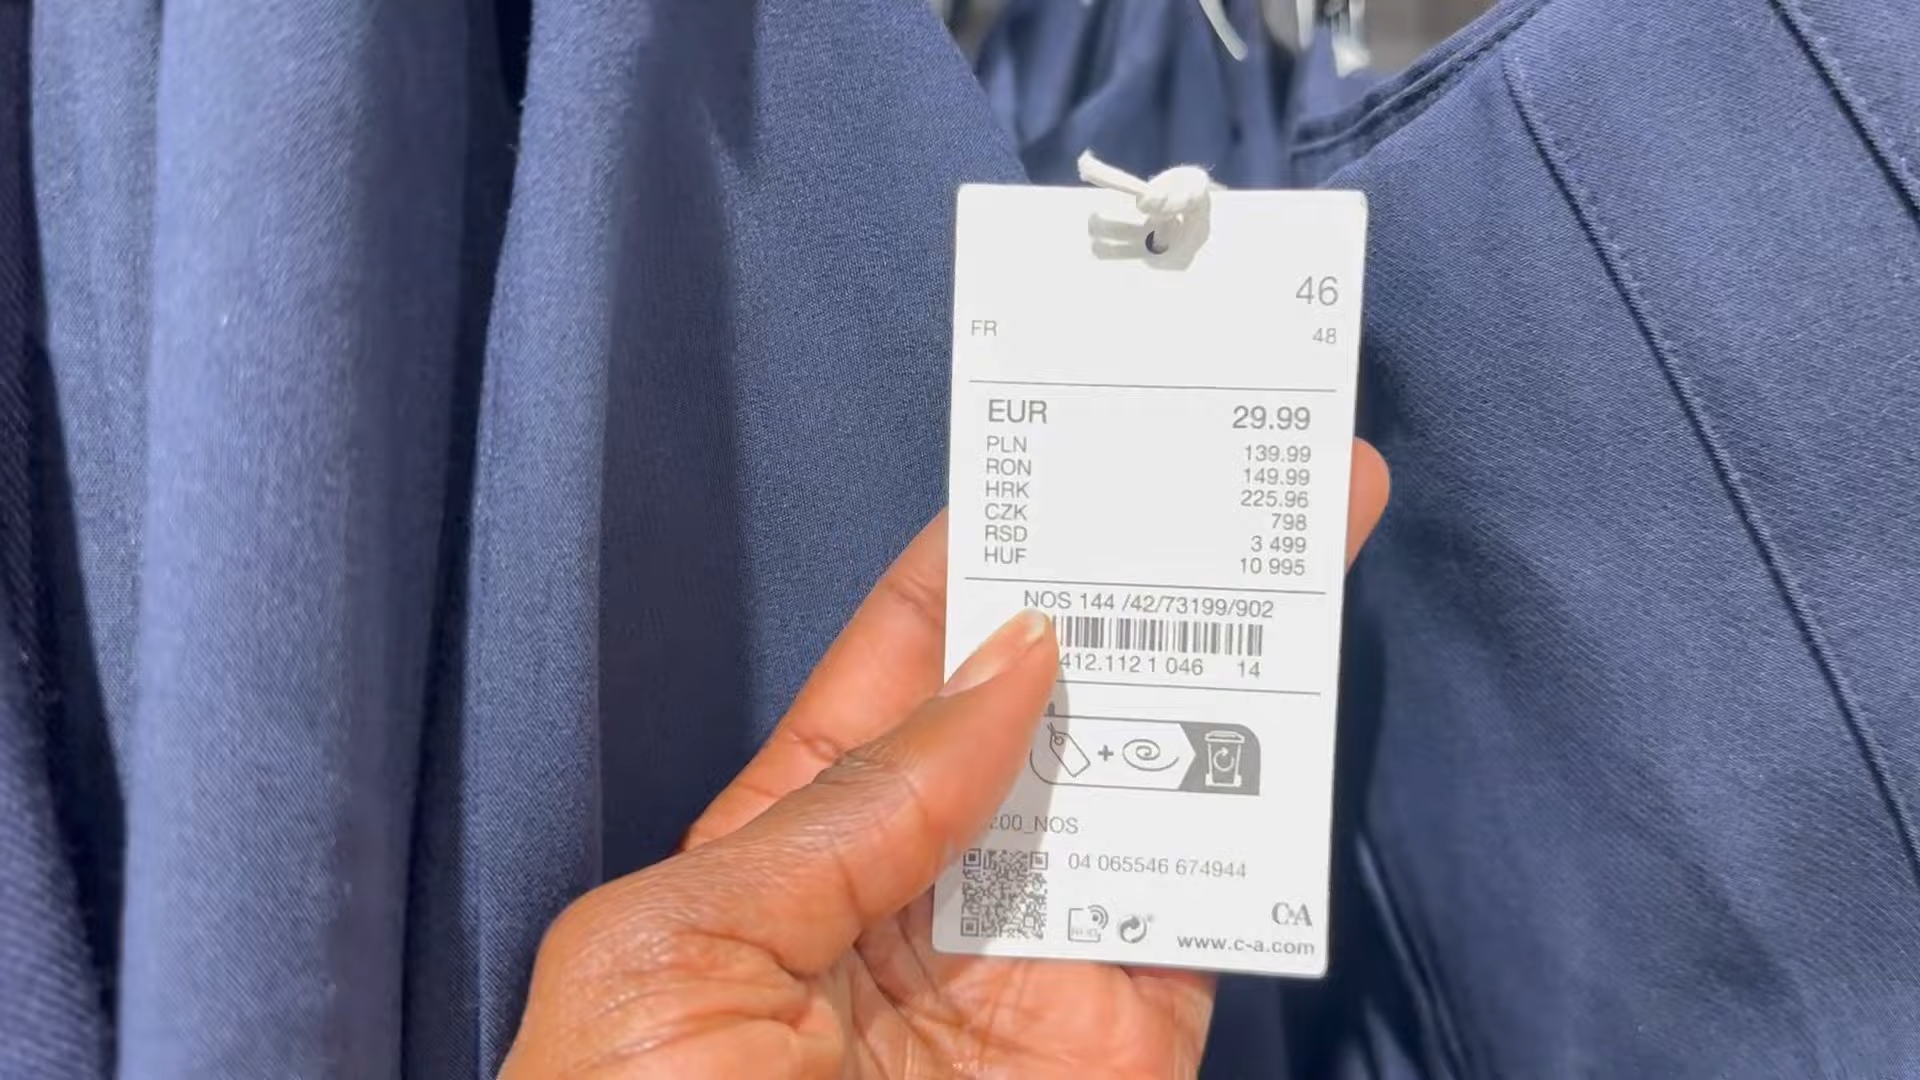 46
FR 48
EUR 29.99
PLN 139.99
RON 149.99
HRK 225.96
CZK 798
RSD 3 499
HUF 10 995
NOS 144 /42/73199/902
412.112 1 046 14
200_NOS
04 065546 674944
C&A
www.c-a.com